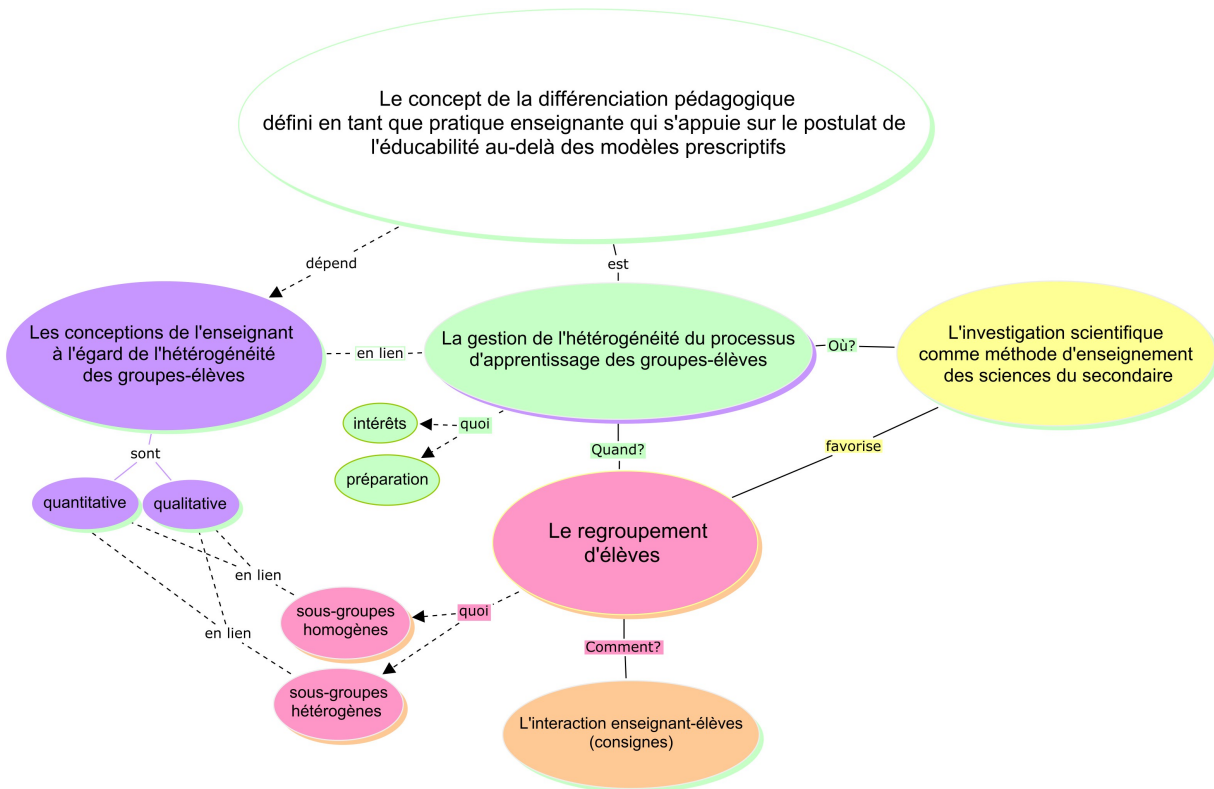 Le concept de la différenciation pédagogique
défini en tant que pratique enseignante qui s'appuie sur le postulat de
l'éducabilité au-delà des modèles prescriptifs
dépend
est
Les conceptions de l'enseignant
à l'égard de l'hétérogénéité
des groupes-élèves
en lien
La gestion de l'hétérogénéité du processus
d'apprentissage des groupes-élèves
Où?
L'investigation scientifique
comme méthode d'enseignement
des sciences du secondaire
intérêts
quoi
préparation
Quand?
favorise
sont
quantitative
qualitative
Le regroupement
d'élèves
en lien
en lien
sous-groupes
homogènes
quoi
sous-groupes
hétérogènes
Comment?
L'interaction enseignant-élèves
(consignes)